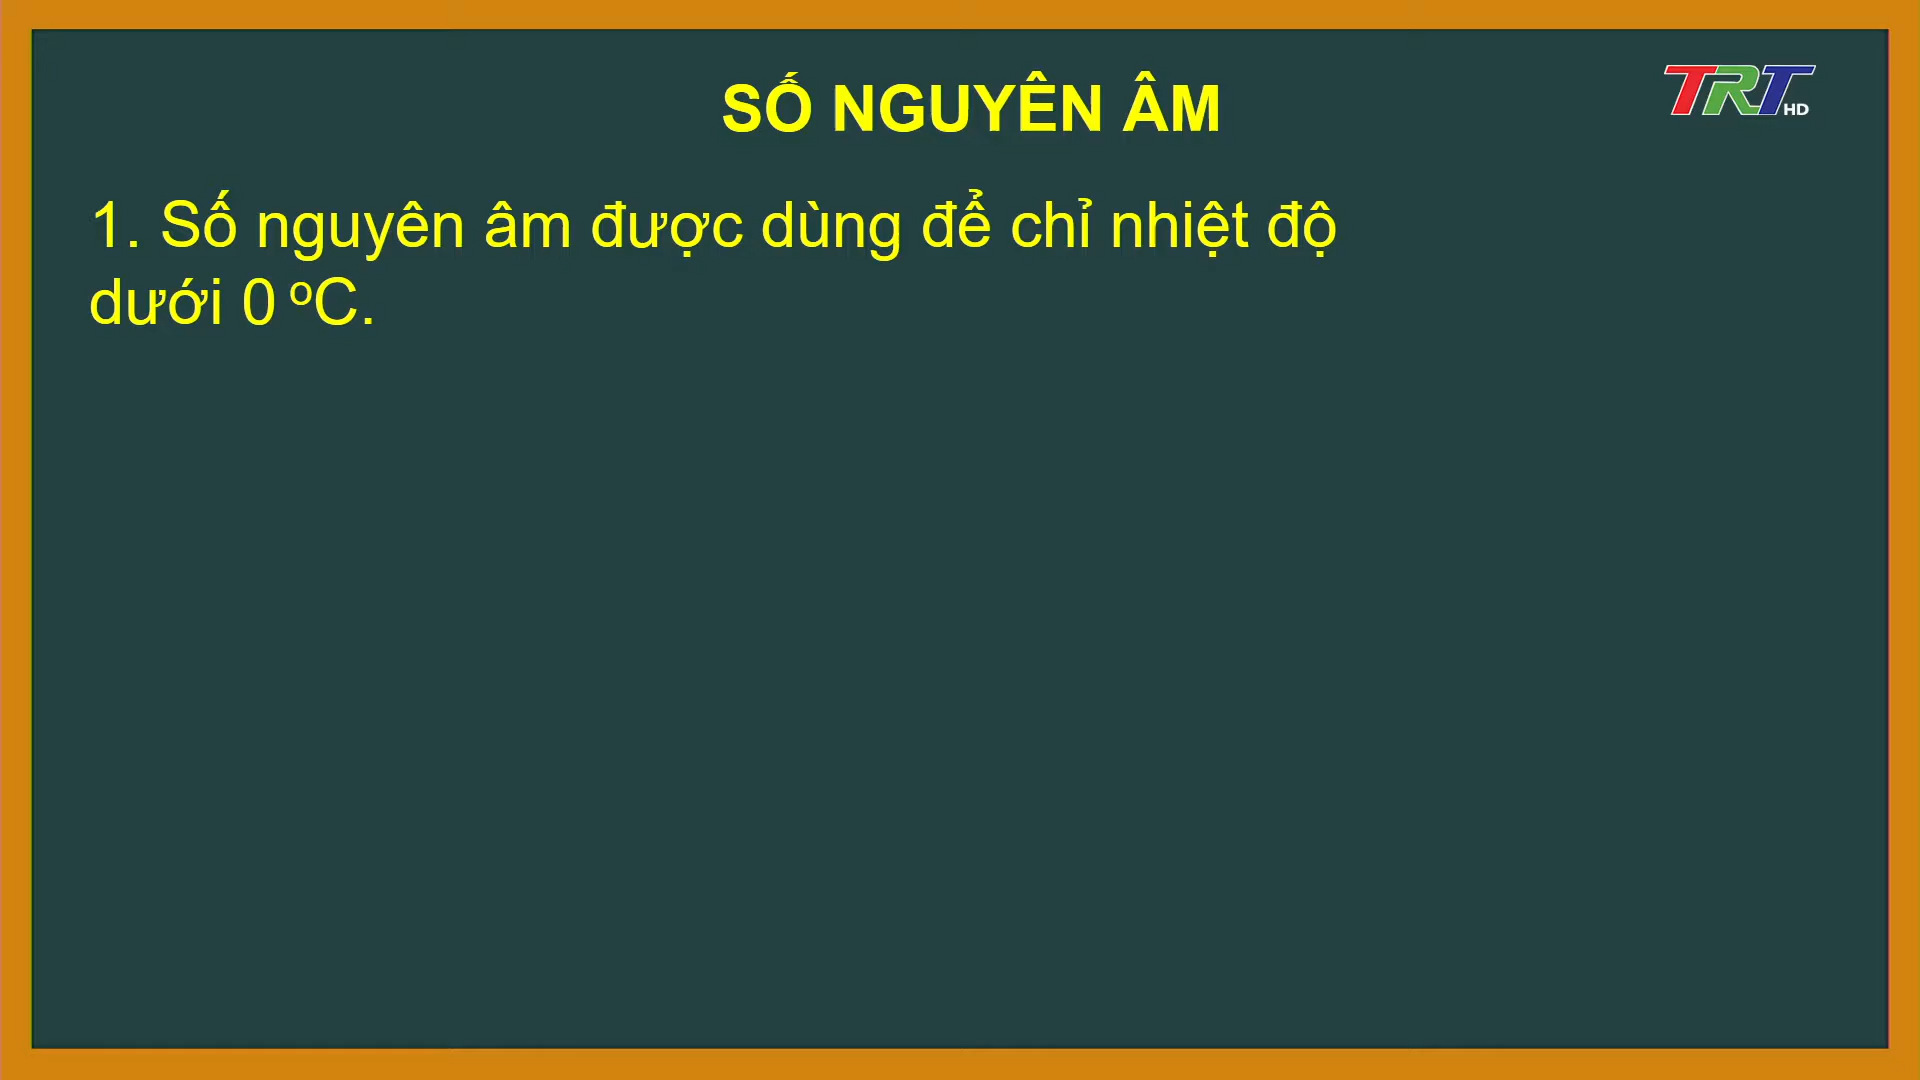 SỐ NGUYÊN ÂM
TRT HD
1. Số nguyên âm được dùng để chỉ nhiệt độ
dưới 0 ºC.